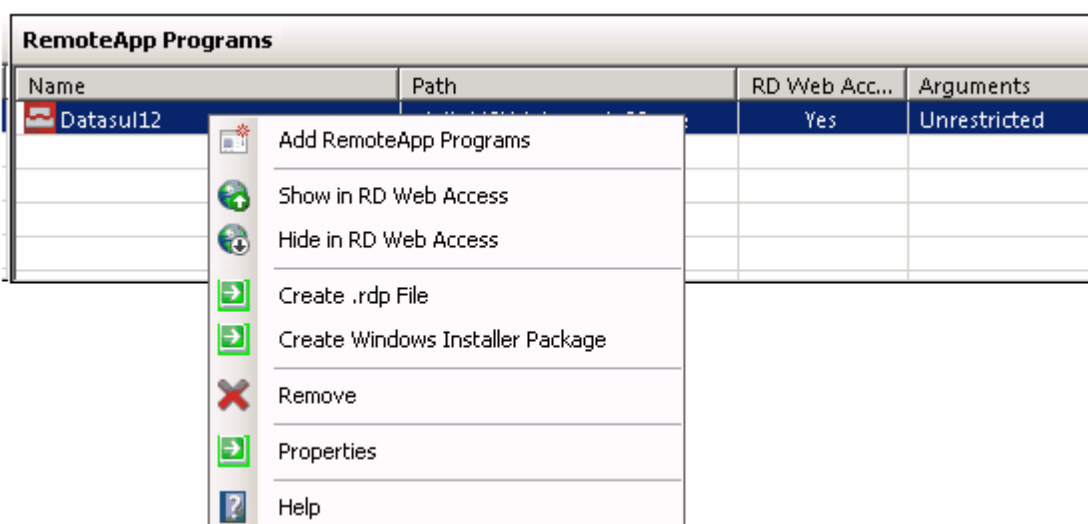 RemoteApp Programs
Name Path RD Web Acc... Arguments
Datasul12 Yes Unrestricted
Add RemoteApp Programs
Show in RD Web Access
Hide in RD Web Access
Create .rdp File
Create Windows Installer Package
Remove
Properties
Help